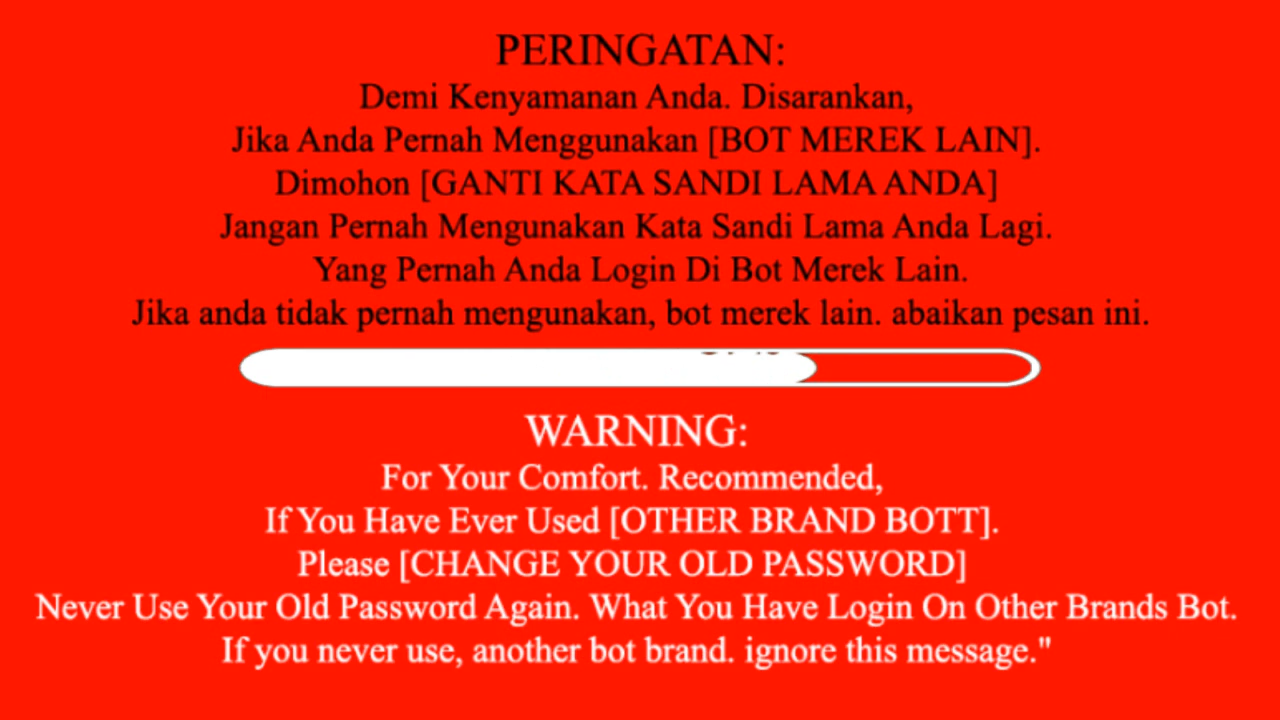 PERINGATAN:
Demi Kenyamanan Anda. Disarankan,
Jika Anda Pernah Menggunakan [BOT MEREK LAIN].
Dimohon [GANTI KATA SANDI LAMA ANDA]
Jangan Pernah Mengunakan Kata Sandi Lama Anda Lagi.
Yang Pernah Anda Login Di Bot Merek Lain.
Jika anda tidak pernah mengunakan, bot merek lain. abaikan pesan ini.
WARNING:
For Your Comfort. Recommended,
If You Have Ever Used [OTHER BRAND BOTT].
Please [CHANGE YOUR OLD PASSWORD]
Never Use Your Old Password Again. What You Have Login On Other Brands Bot.
If you never use, another bot brand. ignore this message."